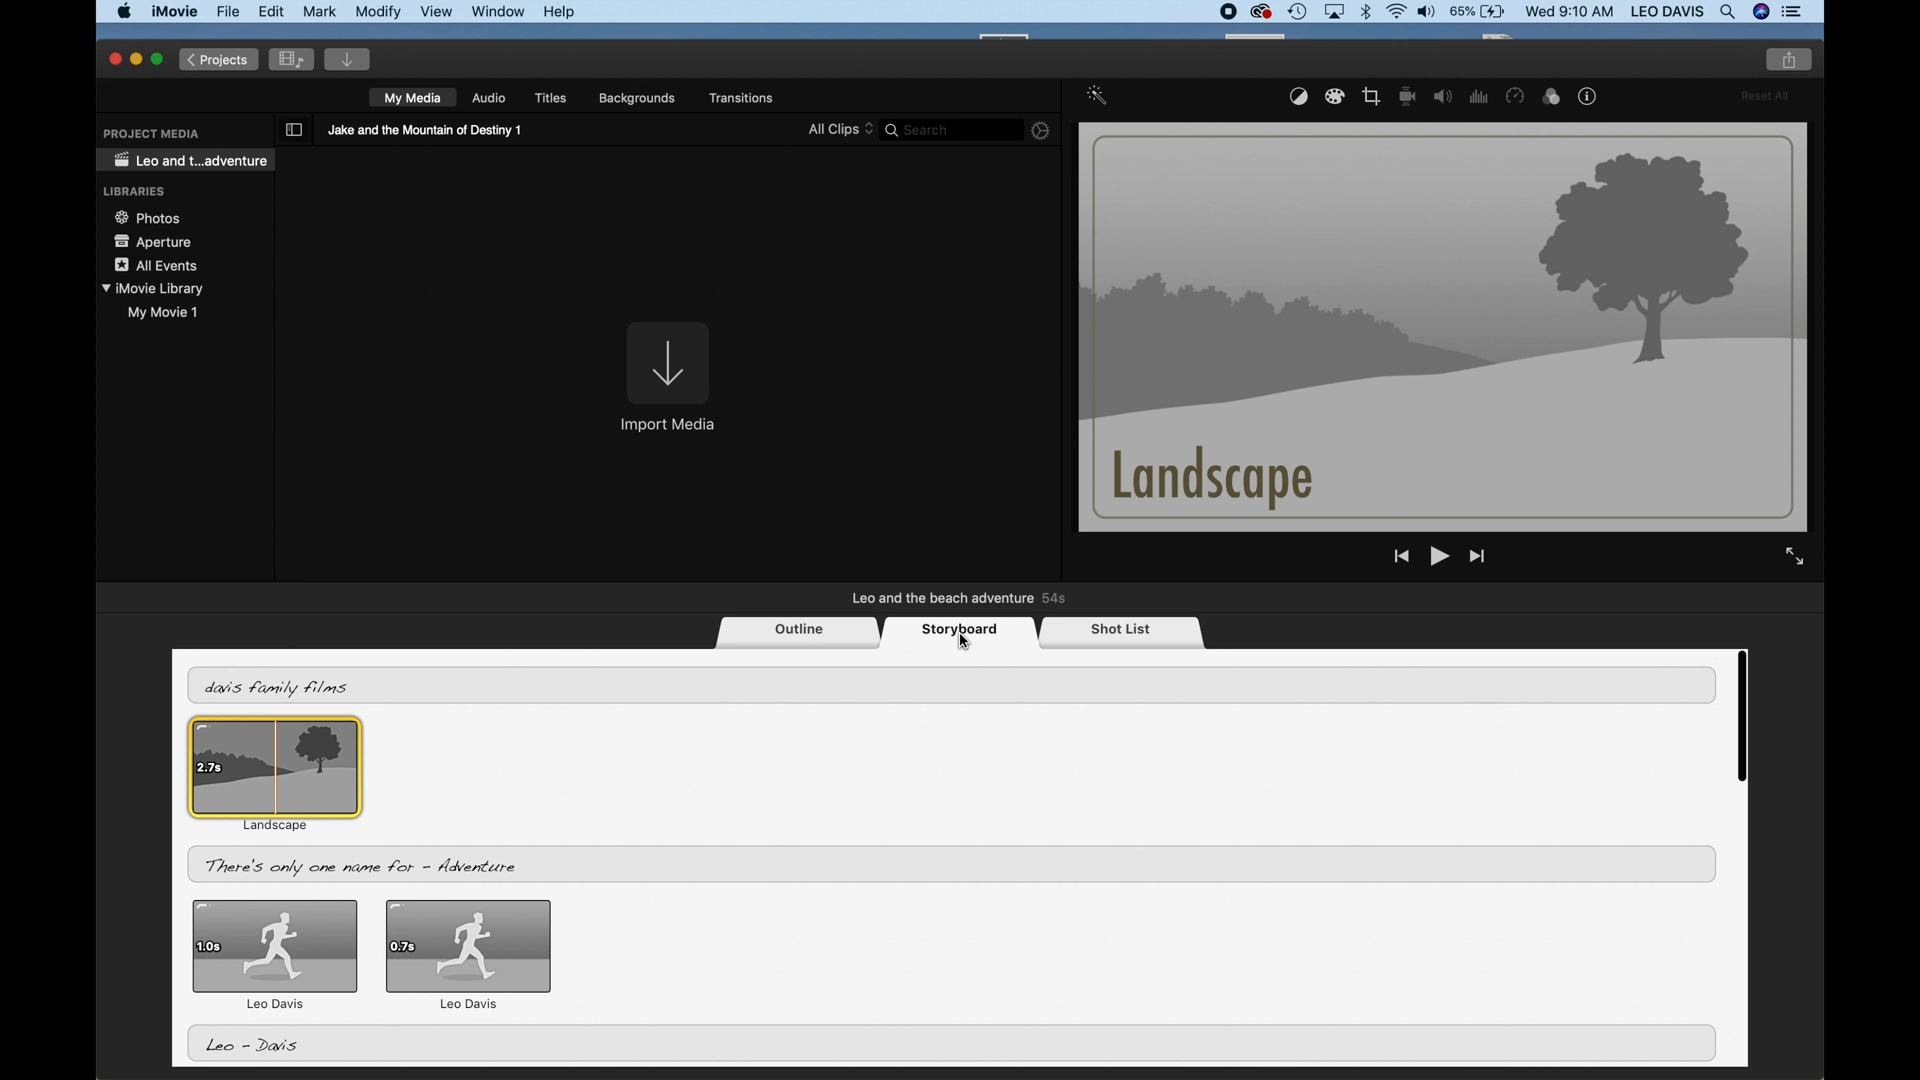 iMovie File Edit Mark Modify View Window Help 65% Wed 9:10 AM LEO DAVIS
Projects
My Media Audio Titles Backgrounds Transitions
Reset All
PROJECT MEDIA
Jake and the Mountain of Destiny 1 All Clips Search
Leo and t...adventure
LIBRARIES
Photos
Aperture
All Events
iMovie Library
My Movie 1
Import Media
Landscape
Leo and the beach adventure 54s
Outline Storyboard Shot List
davis family films
2.7s
Landscape
There's only one name for - Adventure
1.0s 0.7s
Leo Davis Leo Davis
Leo - Davis